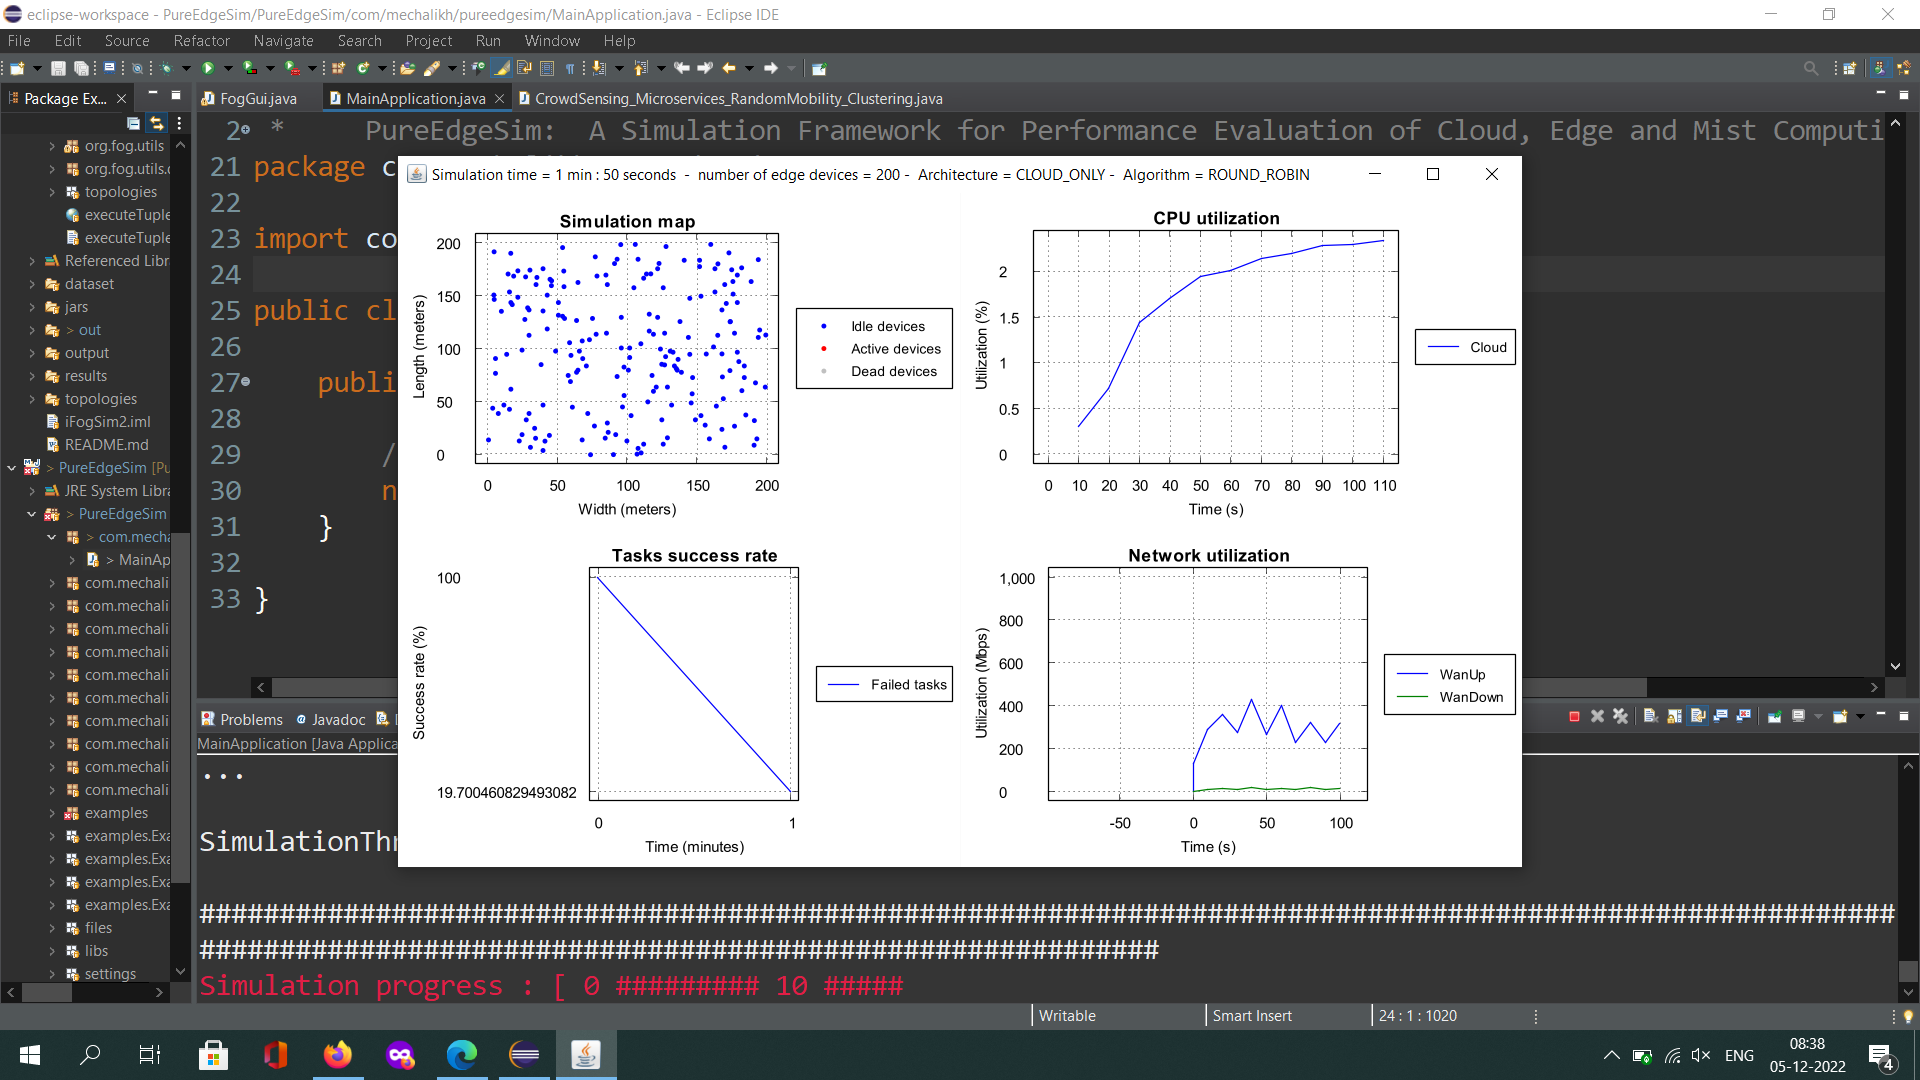 eclipse-workspace - PureEdgeSim/PureEdgeSim/com/mechalikh/pureedgesim/MainApplication.java - Eclipse IDE
File Edit Source Refactor Navigate Search Project Run Window Help
Package Ex...
FogGui.java
MainApplication.java
CrowdSensing_Microservices_RandomMobility_Clustering.java
org.fog.utils
org.fog.utils.
topologies
executeTuple
executeTuple
Referenced Libr
dataset
jars
> out
output
results
topologies
iFogSim2.iml
README.md
> PureEdgeSim [Pu
JRE System Libra
> PureEdgeSim
> com.mecha
> MainAp
com.mechali
com.mechali
com.mechali
com.mechali
com.mechali
com.mechali
com.mechali
com.mechali
com.mechali
com.mechali
examples
examples.Exa
examples.Exa
examples.Exa
examples.Exa
files
libs
settings
2 * PureEdgeSim: A Simulation Framework for Performance Evaluation of Cloud, Edge and Mist Computi
21 package c
22
23 import co
24
25 public cl
26
27 publi
28
29 /
30 n
31 }
32
33 }
Simulation time = 1 min : 50 seconds - number of edge devices = 200 - Architecture = CLOUD_ONLY - Algorithm = ROUND_ROBIN
Simulation map
Length (meters)
200
150
100
50
0
0 50 100 150 200
Width (meters)
Idle devices
Active devices
Dead devices
CPU utilization
Utilization (%)
2
1.5
1
0.5
0
0 10 20 30 40 50 60 70 80 90 100 110
Time (s)
Cloud
Tasks success rate
Success rate (%)
100
19.700460829493082
0 1
Time (minutes)
Failed tasks
Network utilization
Utilization (Mbps)
1,000
800
600
400
200
0
-50 0 50 100
Time (s)
WanUp
WanDown
Problems
Javadoc
MainApplication [Java Applica
...
SimulationThr
##########################################################################################################
############################################################
Simulation progress : [ 0 ######### 10 #####
Writable
Smart Insert
24 : 1 : 1020
ENG
08:38
05-12-2022
4